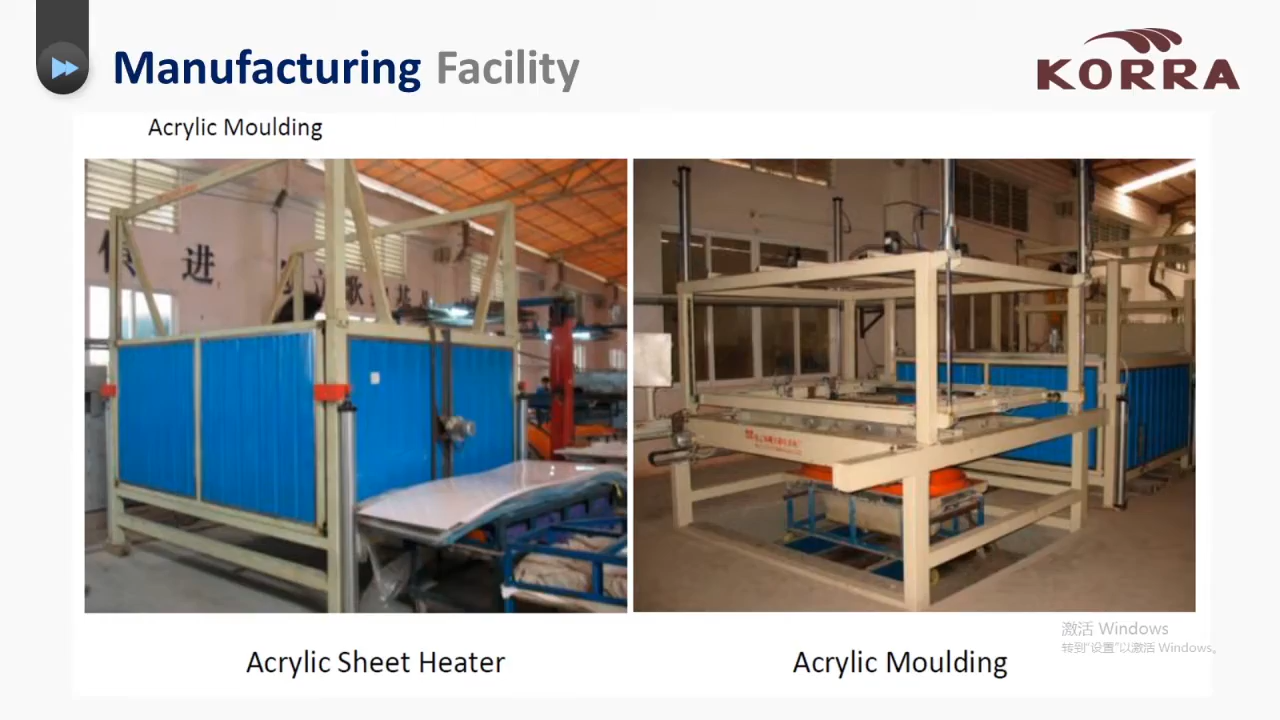 Manufacturing Facility
KORRA
Acrylic Moulding
进
立
Acrylic Sheet Heater
Acrylic Moulding
激活 Windows
转到“设置”以激活 Windows。